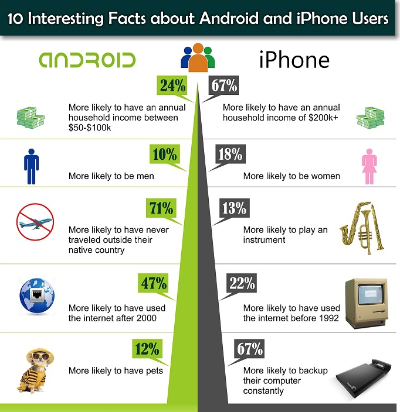 10 Interesting Facts about Android and iPhone Users
ANDROID
iPhone
24%
67%
More likely to have an annual
household income between
$50-$100k
More likely to have an annual
household income of $200k+
10%
18%
More likely to be men
More likely to be women
71%
13%
More likely to have never
traveled outside their
native country
More likely to play an
instrument
47%
22%
More likely to have used
the internet after 2000
More likely to have used
the internet before 1992
12%
67%
More likely to have pets
More likely to backup
their computer
constantly